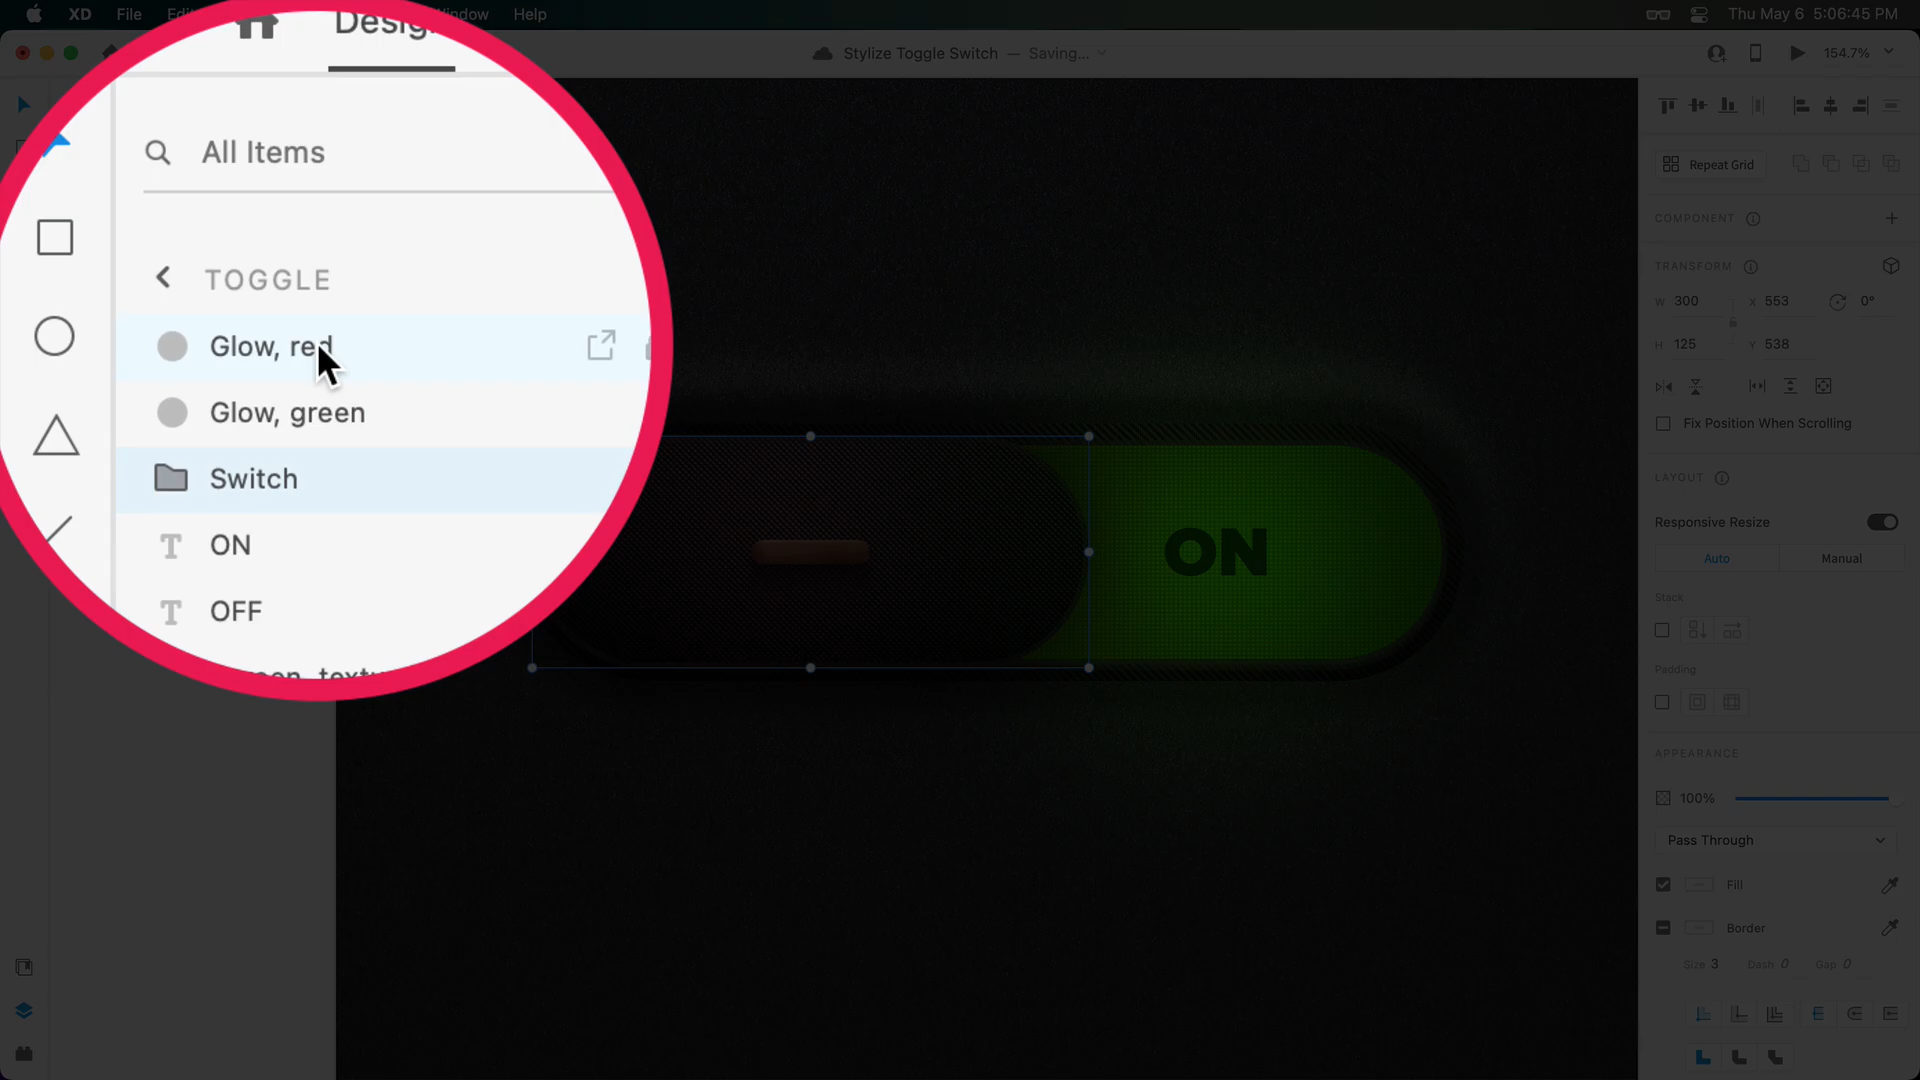 XD File Edi indow Help Thu May 6 5:06:45 PM
Stylize Toggle Switch — Saving... 154.7%
Desig
All Items
TOGGLE
Glow, red
Glow, green
Switch
ON
OFF
ON
Repeat Grid
COMPONENT
TRANSFORM
W 300 X 553 0°
H 125 Y 538
Fix Position When Scrolling
LAYOUT
Responsive Resize
Auto Manual
Stack
Padding
APPEARANCE
100%
Pass Through
Fill
Border
Size 3 Dash 0 Gap 0